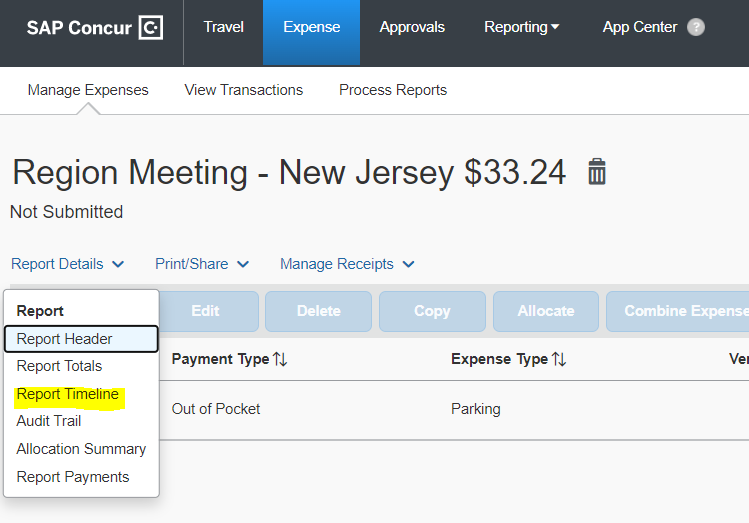 SAP Concur C Travel Expense Approvals Reporting App Center ?
Manage Expenses View Transactions Process Reports
Region Meeting - New Jersey $33.24
Not Submitted
Report Details Print/Share Manage Receipts
Edit Delete Copy Allocate Combine Expense
Report
Report Header
Report Totals
Report Timeline
Audit Trail
Allocation Summary
Report Payments
Payment Type Expense Type Ver
Out of Pocket Parking